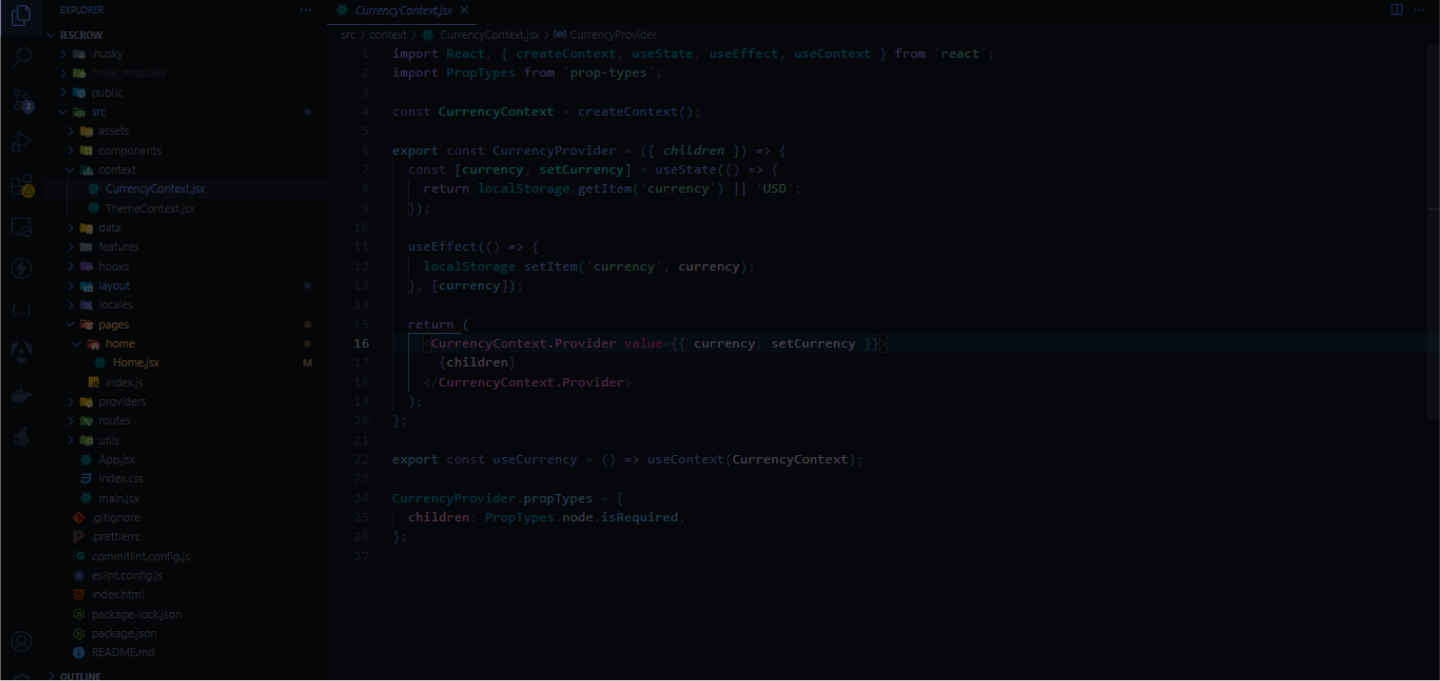 EXPLORER
IESCROW
.husky
node_modules
public
src
assets
components
context
CurrencyContext.jsx
ThemeContext.jsx
data
features
hooks
layout
locales
pages
home
Home.jsx M
index.js
providers
routes
utils
App.jsx
index.css
main.jsx
.gitignore
.prettierrc
commitlint.config.js
eslint.config.js
index.html
package-lock.json
package.json
README.md
OUTLINE
2
CurrencyContext.jsx
src > context > CurrencyContext.jsx > CurrencyProvider
1 import React, { createContext, useState, useEffect, useContext } from 'react';
2 import PropTypes from 'prop-types';
3
4 const CurrencyContext = createContext();
5
6 export const CurrencyProvider = ({ children }) => {
7 const [currency, setCurrency] = useState(() => {
8 return localStorage.getItem('currency') || 'USD';
9 });
10
11 useEffect(() => {
12 localStorage.setItem('currency', currency);
13 }, [currency]);
14
15 return (
16 <CurrencyContext.Provider value={{ currency, setCurrency }}>
17 {children}
18 </CurrencyContext.Provider>
19 );
20 };
21
22 export const useCurrency = () => useContext(CurrencyContext);
23
24 CurrencyProvider.propTypes = {
25 children: PropTypes.node.isRequired,
26 };
27